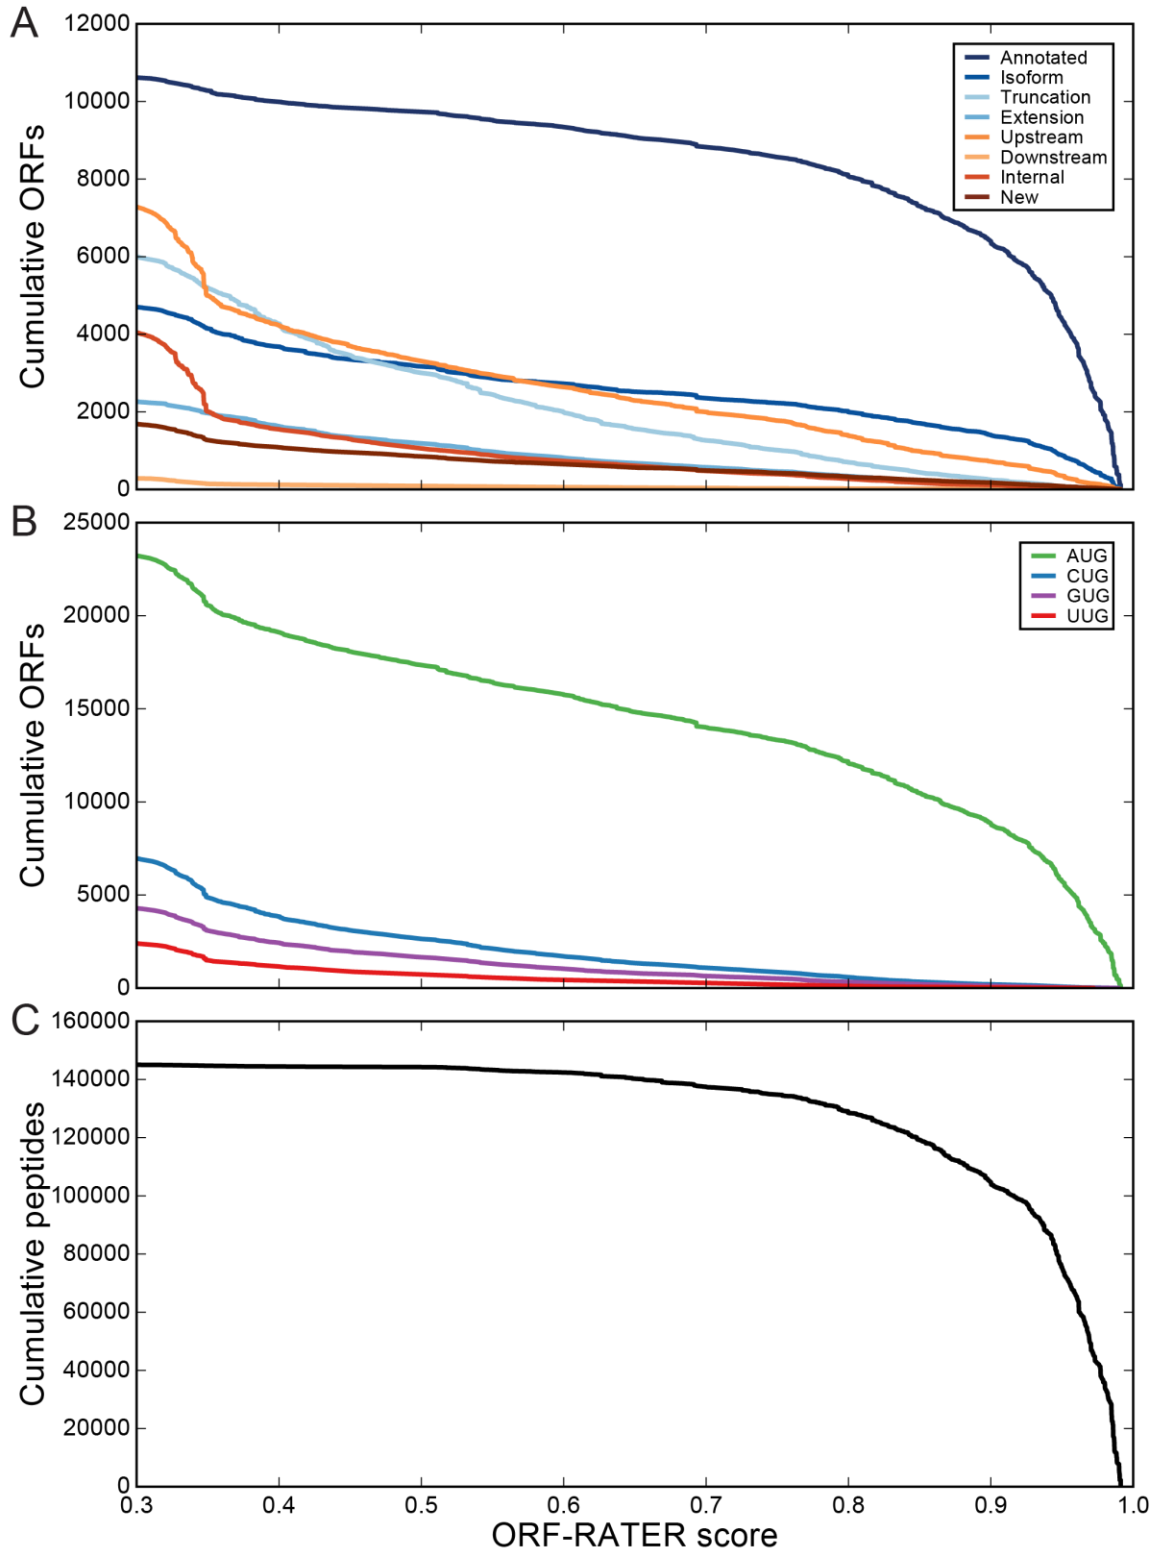 A
12000
10000
8000
6000
4000
2000
0
Cumulative ORFs
Annotated
Isoform
Truncation
Extension
Upstream
Downstream
Internal
New
B
25000
20000
15000
10000
5000
0
Cumulative ORFs
AUG
CUG
GUG
UUG
C
160000
140000
120000
100000
80000
60000
40000
20000
0
Cumulative peptides
0.3 0.4 0.5 0.6 0.7 0.8 0.9 1.0
ORF-RATER score